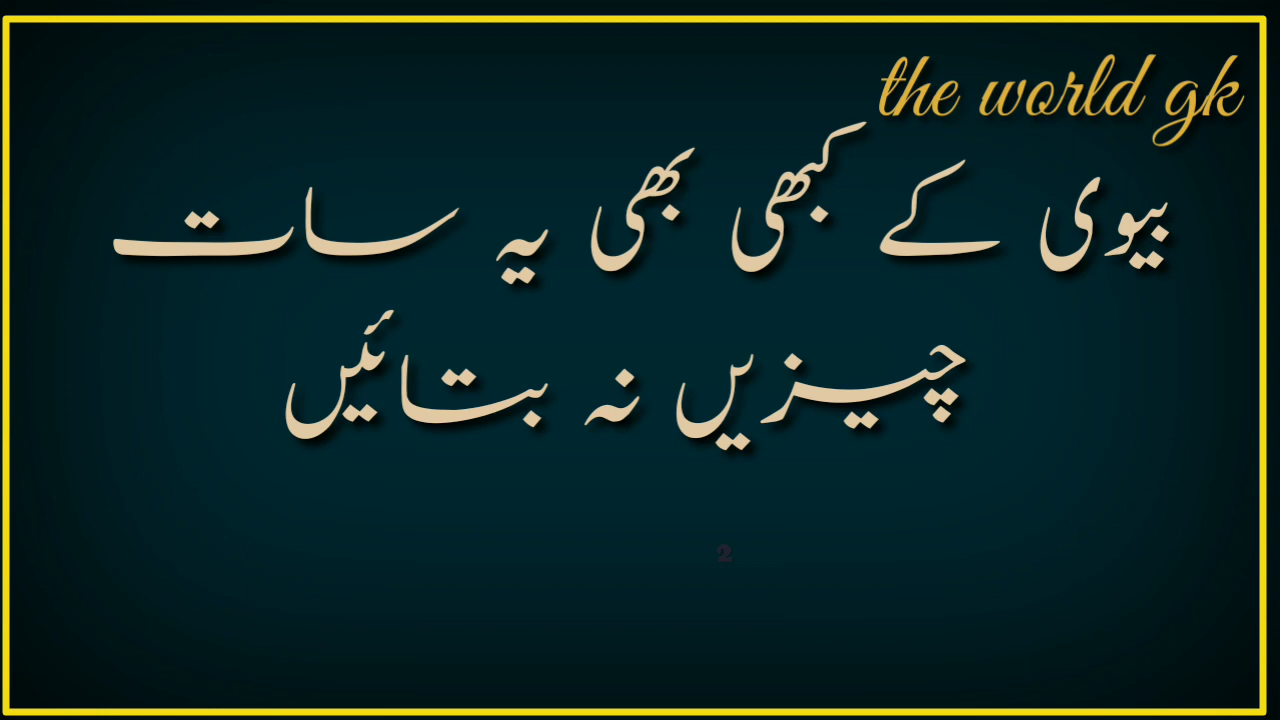 the world gk
بیوی کے کبھی بھی یہ سات
چیزیں نہ بتائیں
2